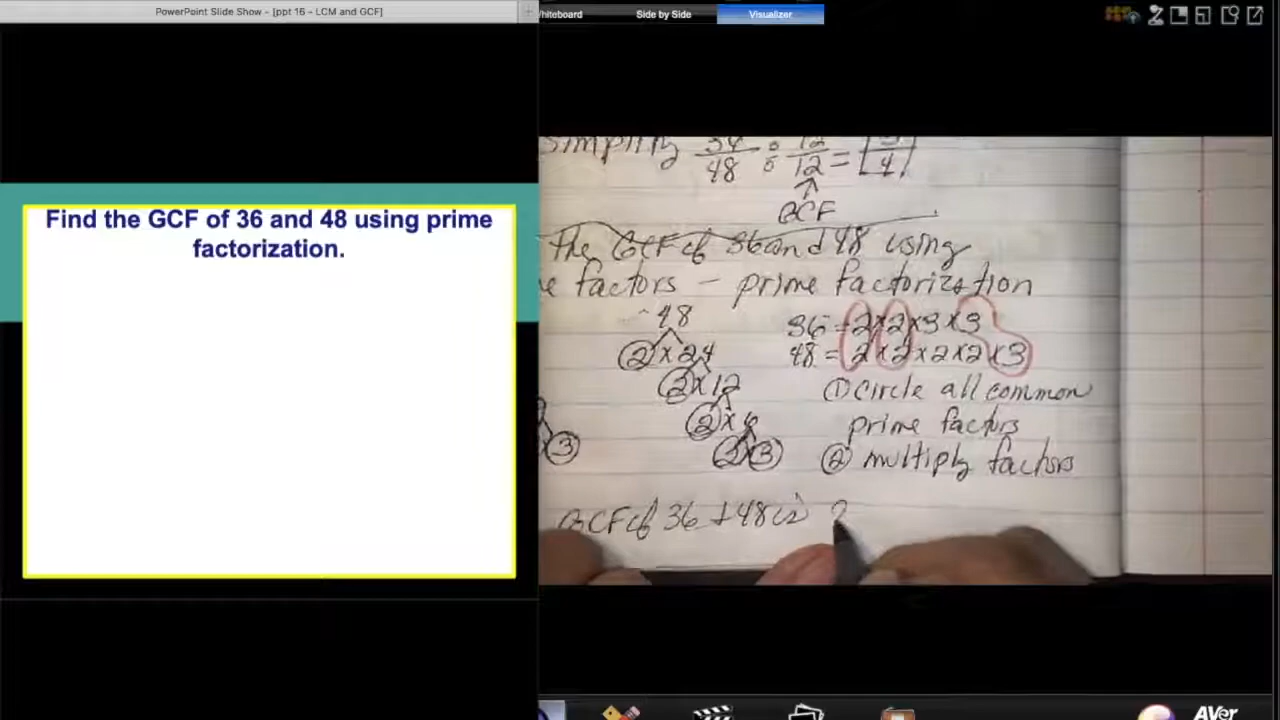 PowerPoint Slide Show - [ppt 16 - LCM and GCF]
Whiteboard
Side by Side
Visualizer
Find the GCF of 36 and 48 using prime
factorization.
Simplify 36/48 ÷ 12/12 = 3/4
GCF
the GCF of 36 and 48 using
factors - prime factorization
48
2 x 24
2 x 12
2 x 6
2 x 3
3
36 = 2 x 2 x 3 x 3
48 = 2 x 2 x 2 x 2 x 3
① Circle all common
prime factors
② multiply factors
GCF of 36 + 48 is 2
AVer